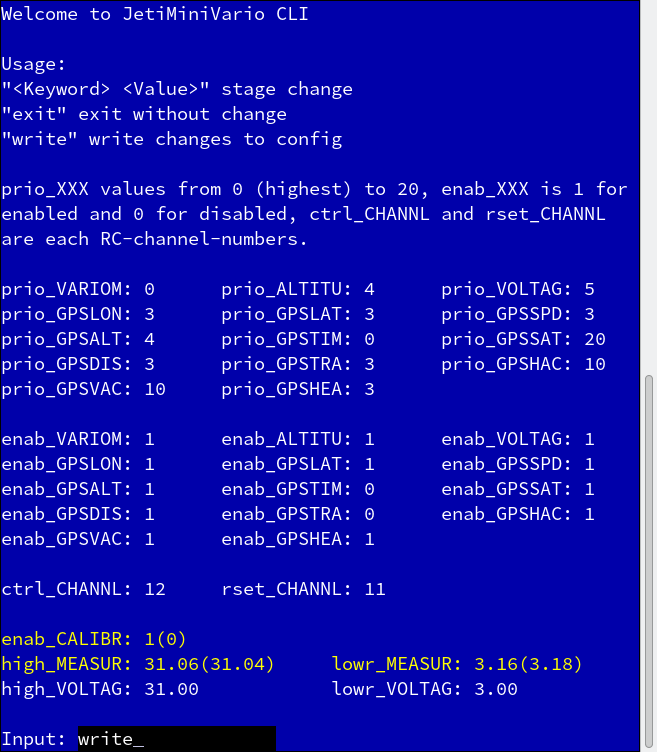 Welcome to JetiMiniVario CLI
Usage:
"<Keyword> <Value>" stage change
"exit" exit without change
"write" write changes to config
prio_XXX values from 0 (highest) to 20, enab_XXX is 1 for
enabled and 0 for disabled, ctrl_CHANNL and rset_CHANNL
are each RC-channel-numbers.
prio_VARIOM: 0 prio_ALTITU: 4 prio_VOLTAG: 5
prio_GPSLON: 3 prio_GPSLAT: 3 prio_GPSSPD: 3
prio_GPSALT: 4 prio_GPSTIM: 0 prio_GPSSAT: 20
prio_GPSDIS: 3 prio_GPSTRA: 3 prio_GPSHAC: 10
prio_GPSVAC: 10 prio_GPSHEA: 3
enab_VARIOM: 1 enab_ALTITU: 1 enab_VOLTAG: 1
enab_GPSLON: 1 enab_GPSLAT: 1 enab_GPSSPD: 1
enab_GPSALT: 1 enab_GPSTIM: 0 enab_GPSSAT: 1
enab_GPSDIS: 1 enab_GPSTRA: 0 enab_GPSHAC: 1
enab_GPSVAC: 1 enab_GPSHEA: 1
ctrl_CHANNL: 12 rset_CHANNL: 11
enab_CALIBR: 1(0)
high_MEASUR: 31.06(31.04) lowr_MEASUR: 3.16(3.18)
high_VOLTAG: 31.00 lowr_VOLTAG: 3.00
Input: write_